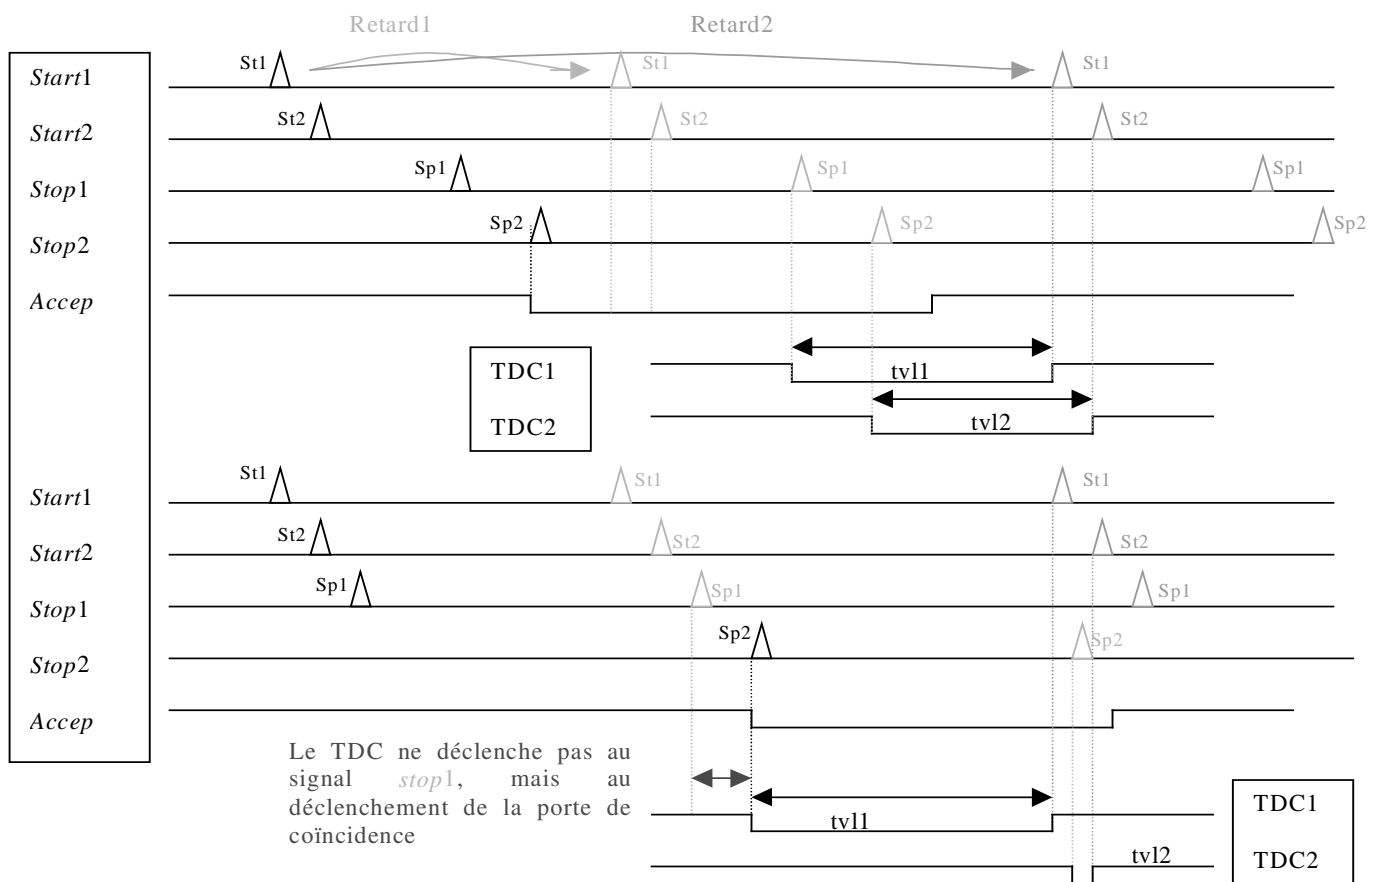 Retard1 Retard2
Start1 St1 St1 St1
Start2 St2 St2 St2
Stop1 Sp1 Sp1 Sp1
Stop2 Sp2 Sp2 Sp2
Accep
TDC1 tvl1
TDC2 tvl2
Start1 St1 St1 St1
Start2 St2 St2 St2
Stop1 Sp1 Sp1 Sp1
Stop2 Sp2 Sp2
Accep
Le TDC ne déclenche pas au
signal stop1, mais au
déclenchement de la porte de
coïncidence
tvl1 TDC1
tvl2 TDC2